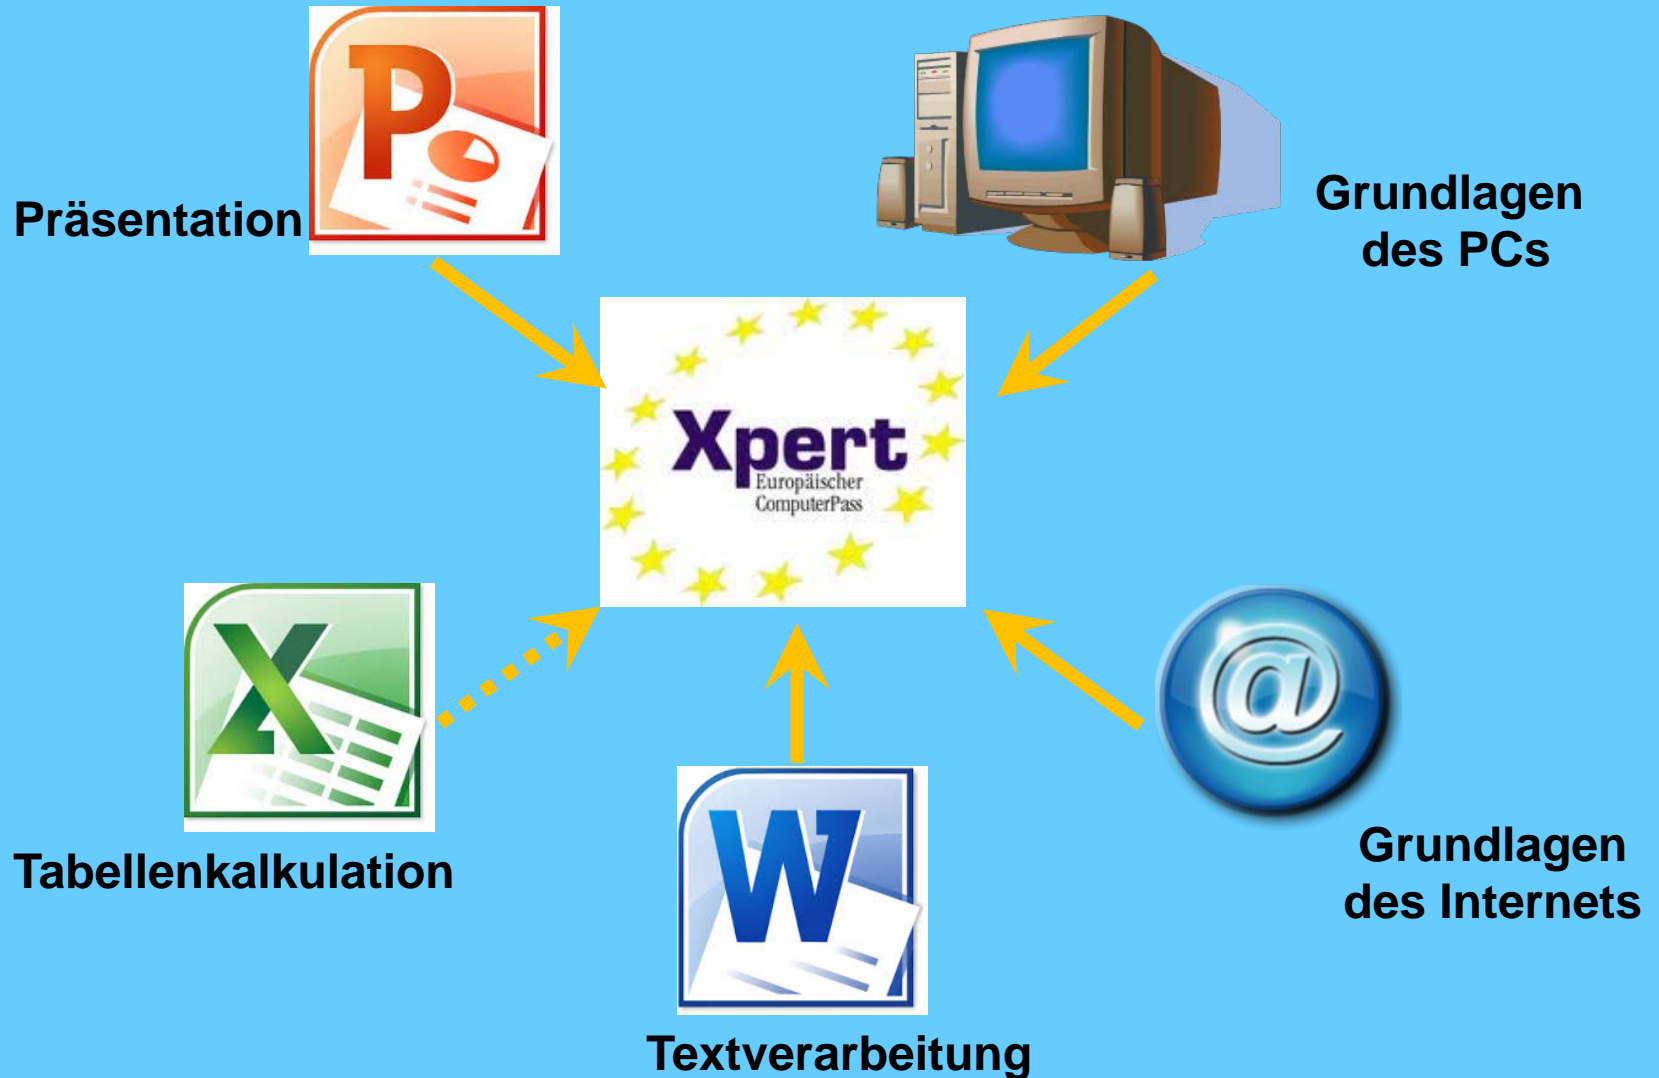 Präsentation
Grundlagen
des PCs
Xpert
Europäischer
ComputerPass
Tabellenkalkulation
Grundlagen
des Internets
Textverarbeitung
P
X
W
@